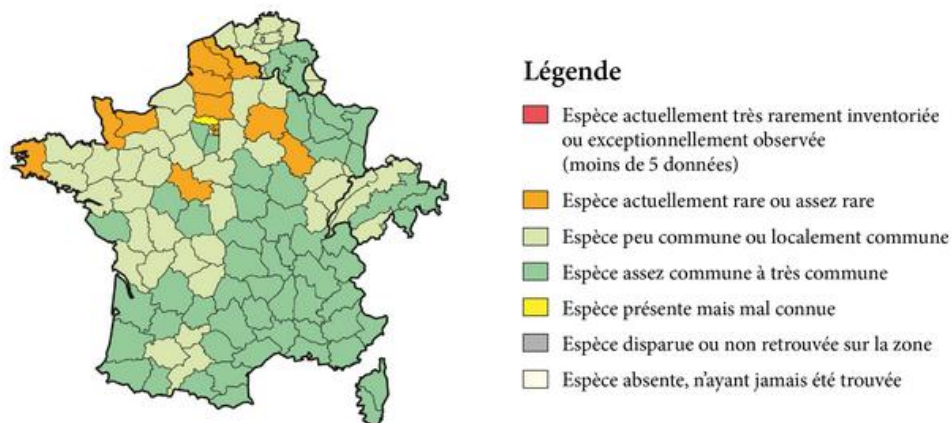 Légende
Espèce actuellement très rarement inventoriée
ou exceptionnellement observée
(moins de 5 données)
Espèce actuellement rare ou assez rare
Espèce peu commune ou localement commune
Espèce assez commune à très commune
Espèce présente mais mal connue
Espèce disparue ou non retrouvée sur la zone
Espèce absente, n'ayant jamais été trouvée